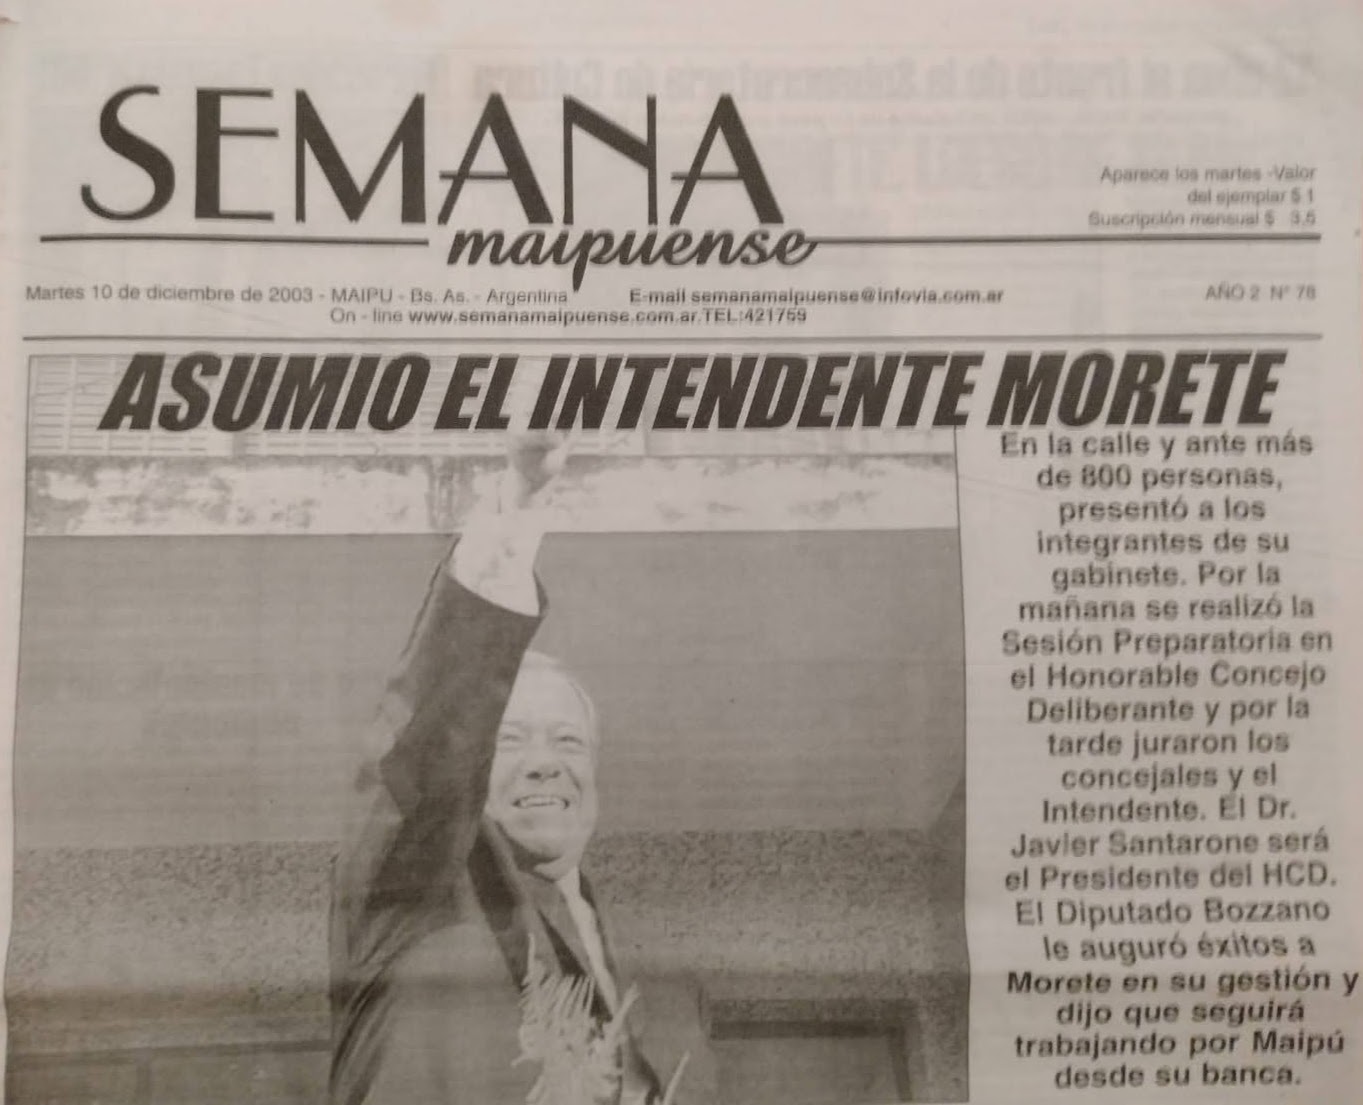 SEMANA
maipuense
Aparece los martes -Valor
del ejemplar $ 1
Suscripción mensual $ 3.5
Martes 10 de diciembre de 2003 - MAIPU - Bs. As. - Argentina
E-mail semanamaipuense@infovia.com.ar
AÑO 2 Nº 78
On - line www.semanamaipuense.com.ar.TEL:421759
ASUMIO EL INTENDENTE MORETE
En la calle y ante más
de 800 personas,
presentó a los
integrantes de su
gabinete. Por la
mañana se realizó la
Sesión Preparatoria en
el Honorable Concejo
Deliberante y por la
tarde juraron los
concejales y el
Intendente. El Dr.
Javier Santarone será
el Presidente del HCD.
El Diputado Bozzano
le auguró éxitos a
Morete en su gestión y
dijo que seguirá
trabajando por Maipú
desde su banca.